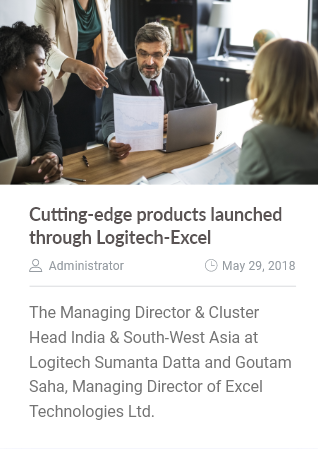 Cutting-edge products launched
through Logitech-Excel
Administrator May 29, 2018
The Managing Director & Cluster
Head India & South-West Asia at
Logitech Sumanta Datta and Goutam
Saha, Managing Director of Excel
Technologies Ltd.